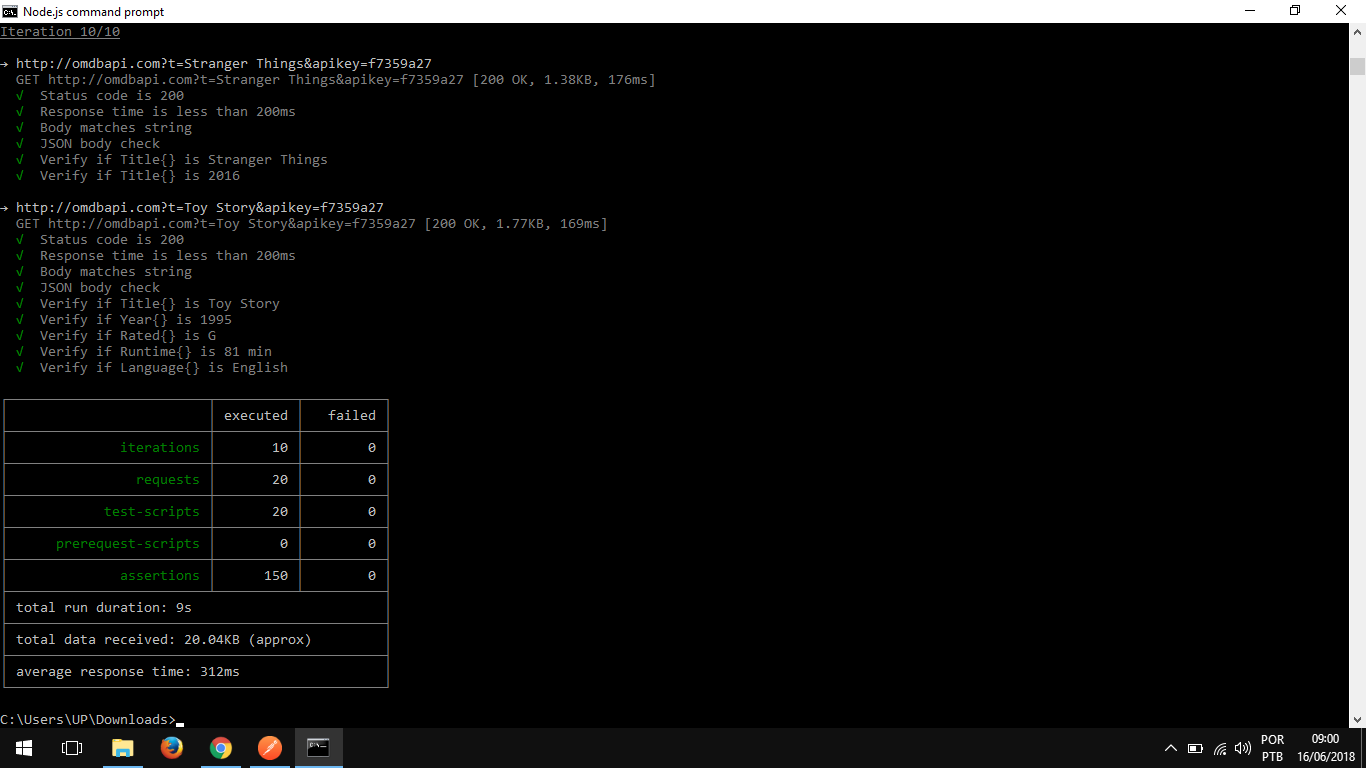 Node.js command prompt
Iteration 10/10
→ http://omdbapi.com?t=Stranger Things&apikey=f7359a27
GET http://omdbapi.com?t=Stranger Things&apikey=f7359a27 [200 OK, 1.38KB, 176ms]
√ Status code is 200
√ Response time is less than 200ms
√ Body matches string
√ JSON body check
√ Verify if Title{} is Stranger Things
√ Verify if Title{} is 2016
→ http://omdbapi.com?t=Toy Story&apikey=f7359a27
GET http://omdbapi.com?t=Toy Story&apikey=f7359a27 [200 OK, 1.77KB, 169ms]
√ Status code is 200
√ Response time is less than 200ms
√ Body matches string
√ JSON body check
√ Verify if Title{} is Toy Story
√ Verify if Year{} is 1995
√ Verify if Rated{} is G
√ Verify if Runtime{} is 81 min
√ Verify if Language{} is English
executed failed
iterations 10 0
requests 20 0
test-scripts 20 0
prerequest-scripts 0 0
assertions 150 0
total run duration: 9s
total data received: 20.04KB (approx)
average response time: 312ms
C:\Users\UP\Downloads>
POR 09:00
PTB 16/06/2018